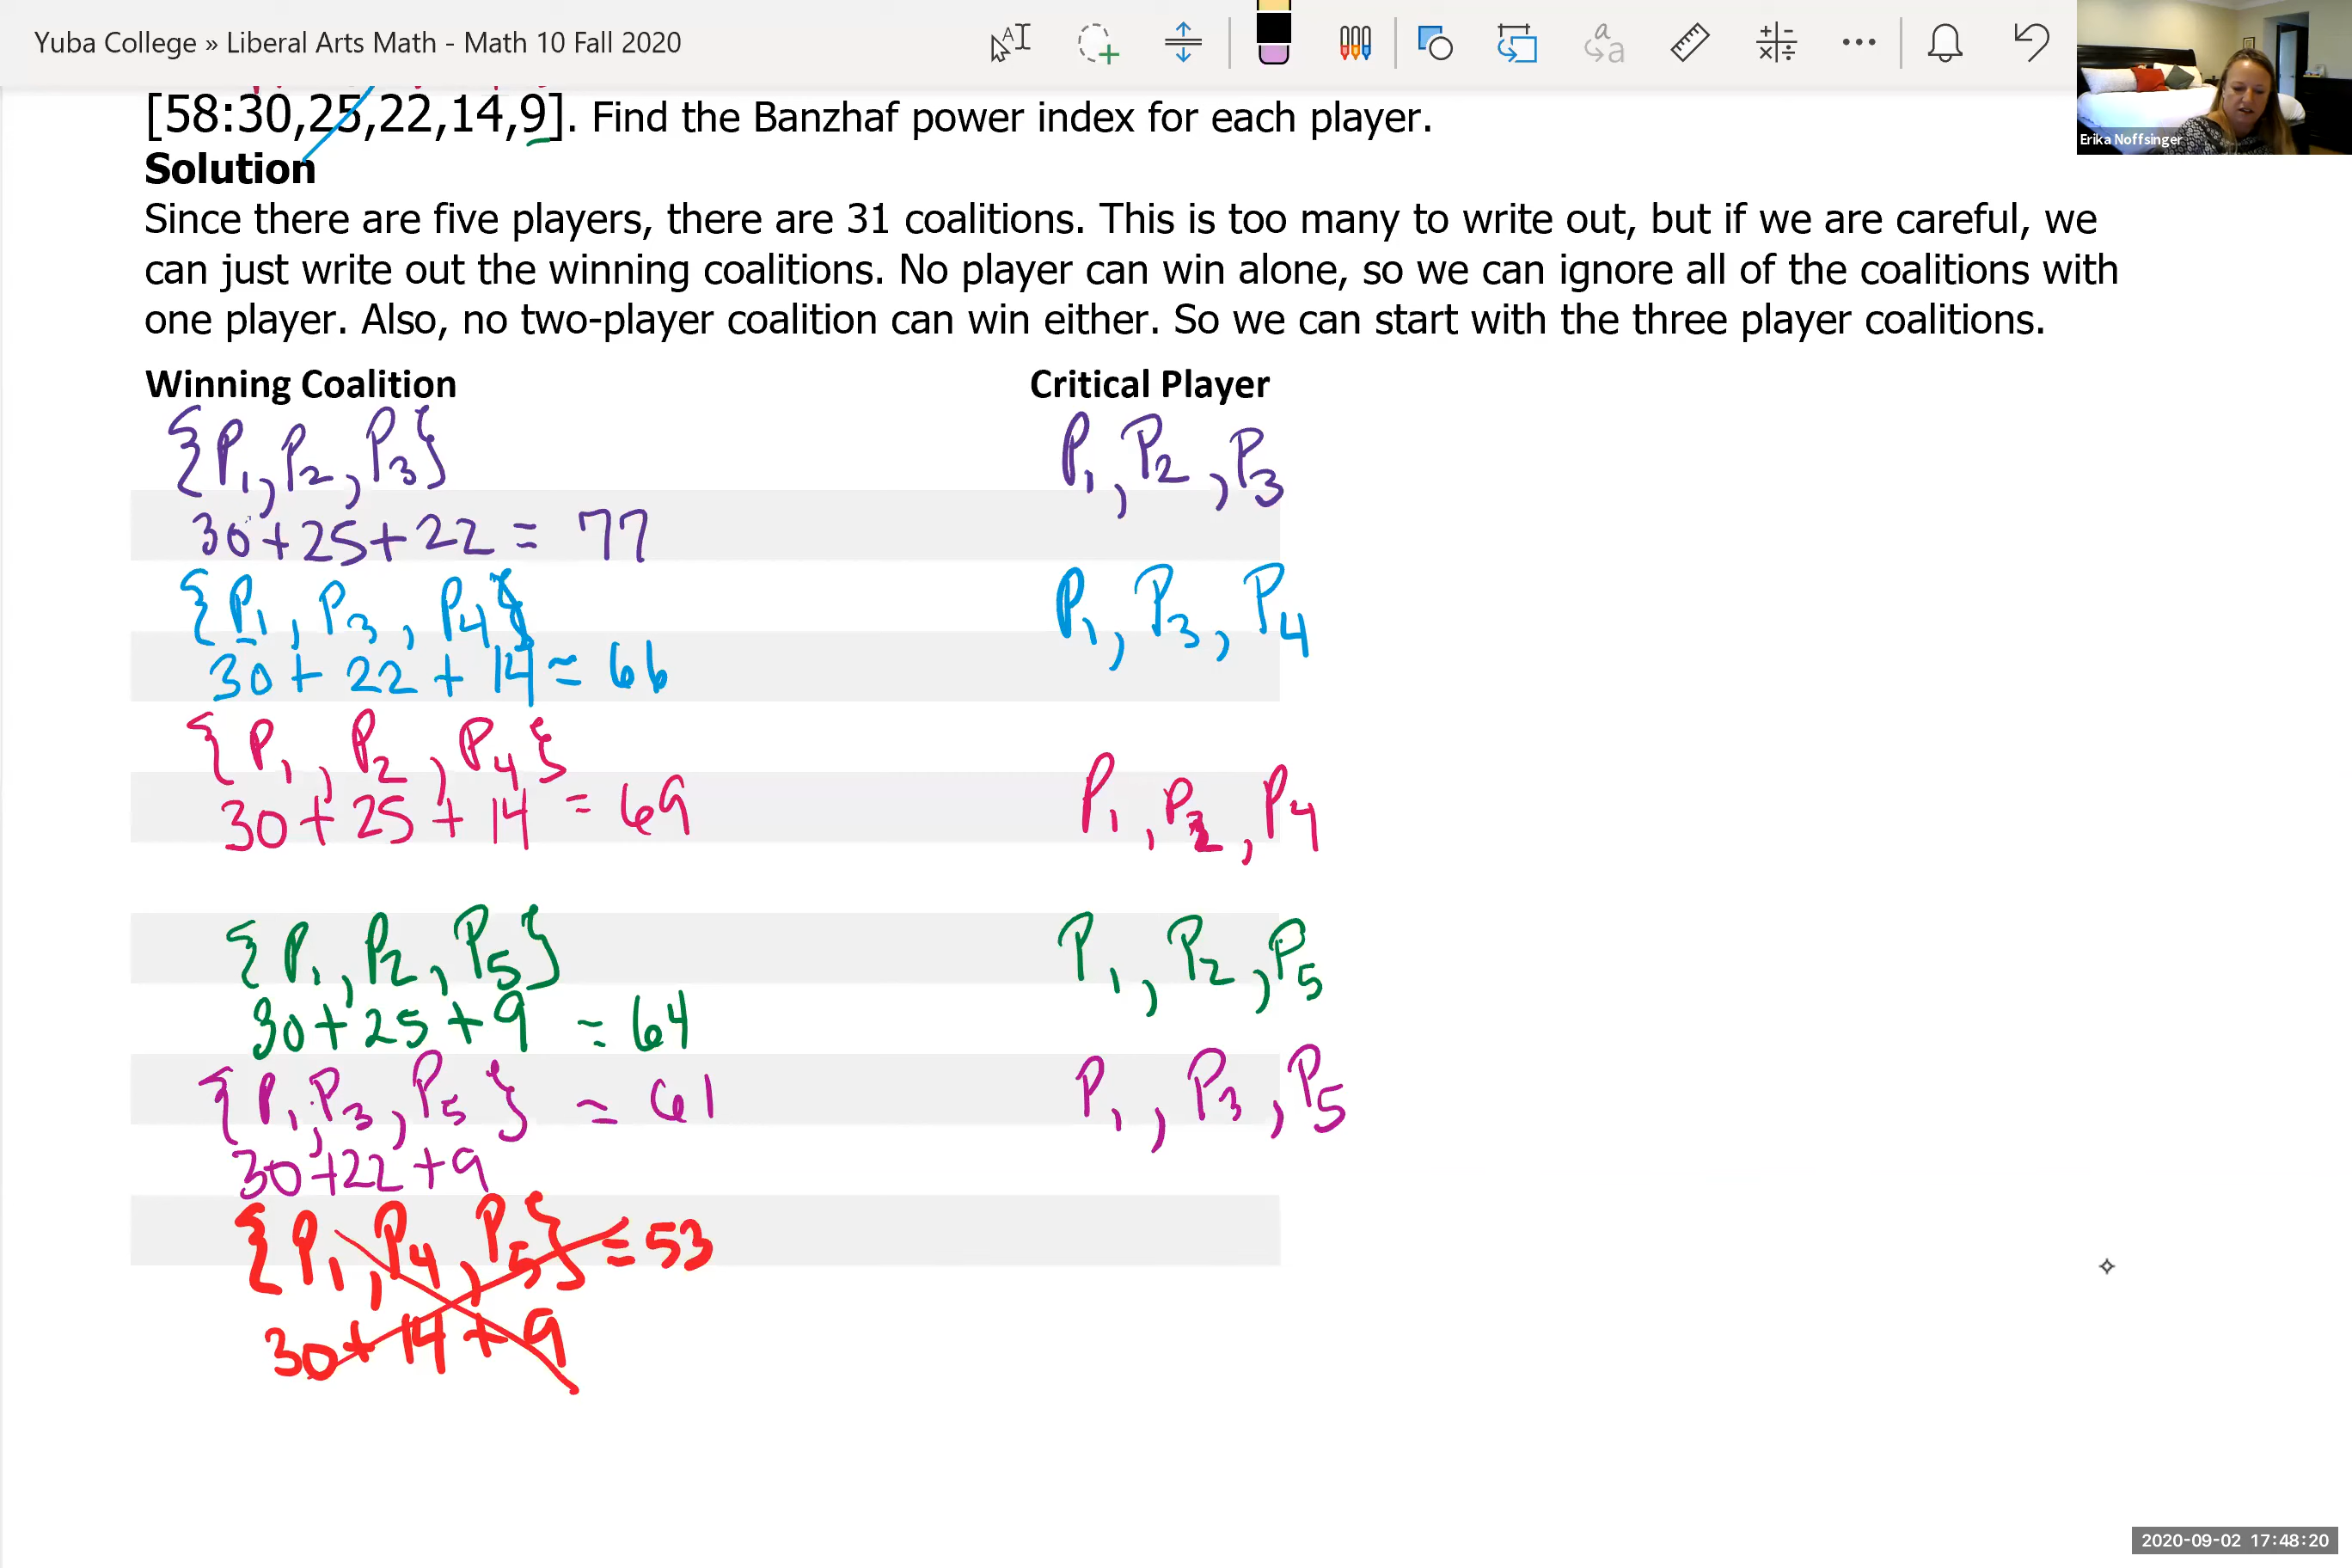 Yuba College » Liberal Arts Math - Math 10 Fall 2020
Erika Noffsinger
[58:30,25,22,14,9]. Find the Banzhaf power index for each player.
Solution
Since there are five players, there are 31 coalitions. This is too many to write out, but if we are careful, we
can just write out the winning coalitions. No player can win alone, so we can ignore all of the coalitions with
one player. Also, no two-player coalition can win either. So we can start with the three player coalitions.
Winning Coalition Critical Player
{P₁, P₂, P₃} P₁, P₂, P₃
30+25+22 = 77
{P₁, P₃, P₄} P₁, P₃, P₄
30+ 22 + 14 = 66
{P₁, P₂, P₄}
30+25+14 = 69 P₁, P₂, P₄
{P₁, P₂, P₅} P₁, P₂, P₅
30+25+9 = 64
{P₁, P₃, P₅} = 61 P₁, P₃, P₅
30+22+9
{P₁, P₄, P₅} = 53
30+14+9
2020-09-02 17:48:20